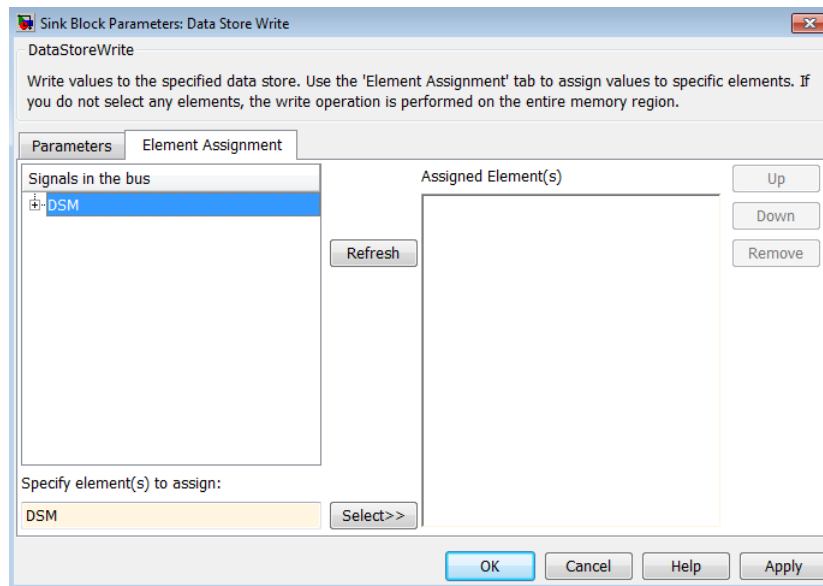 Sink Block Parameters: Data Store Write
DataStoreWrite
Write values to the specified data store. Use the 'Element Assignment' tab to assign values to specific elements. If
you do not select any elements, the write operation is performed on the entire memory region.
Parameters
Element Assignment
Signals in the bus
DSM
Refresh
Assigned Element(s)
Up
Down
Remove
Specify element(s) to assign:
DSM
Select>>
OK
Cancel
Help
Apply